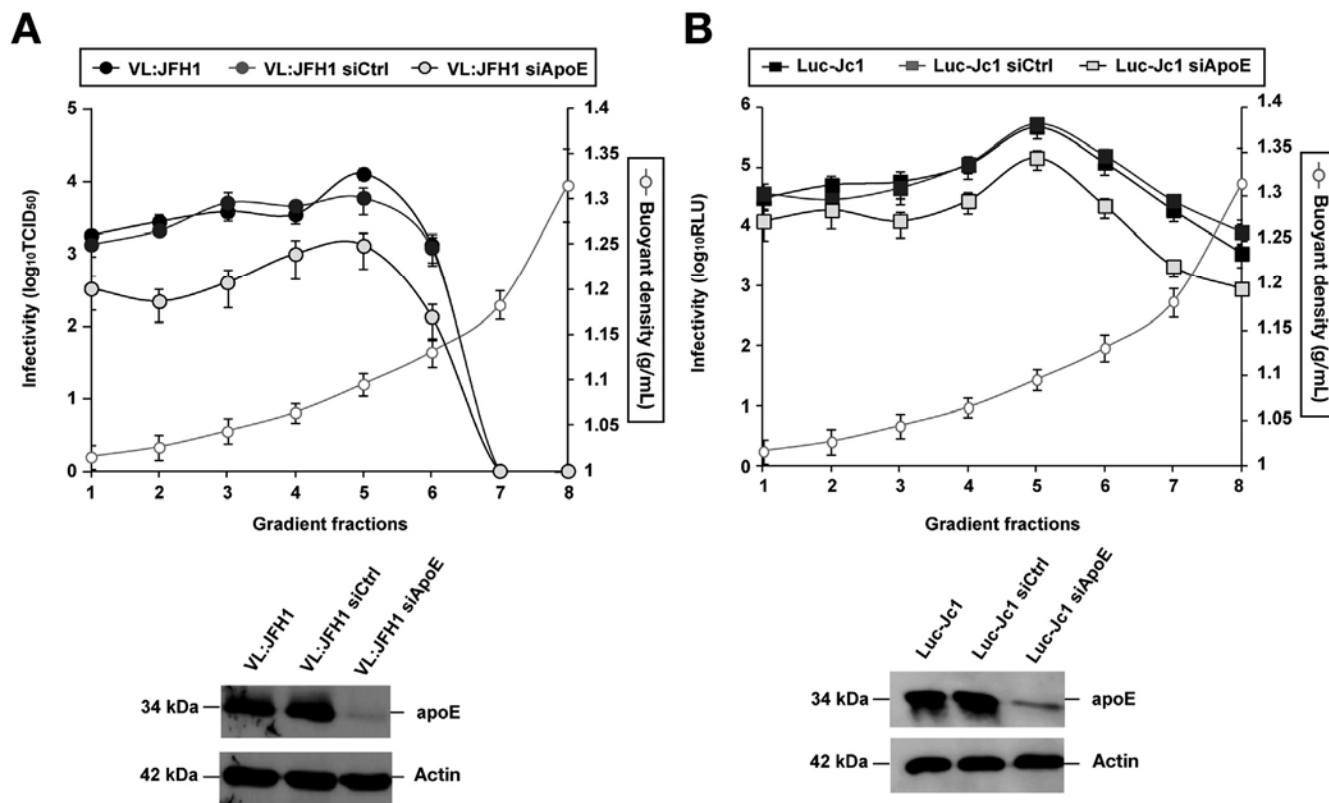 A
VL:JFH1 VL:JFH1 siCtrl VL:JFH1 siApoE
5
4
3
2
1
0
Infectivity (log10TCID50)
1.4
1.35
1.3
1.25
1.2
1.15
1.1
1.05
1
Buoyant density (g/mL)
1 2 3 4 5 6 7 8
Gradient fractions
VL:JFH1
VL:JFH1 siCtrl
VL:JFH1 siApoE
34 kDa apoE
42 kDa Actin
B
Luc-Jc1 Luc-Jc1 siCtrl Luc-Jc1 siApoE
6
5
4
3
2
1
0
Infectivity (log10RLU)
1.4
1.35
1.3
1.25
1.2
1.15
1.1
1.05
1
Buoyant density (g/mL)
1 2 3 4 5 6 7 8
Gradient fractions
Luc-Jc1
Luc-Jc1 siCtrl
Luc-Jc1 siApoE
34 kDa apoE
42 kDa Actin